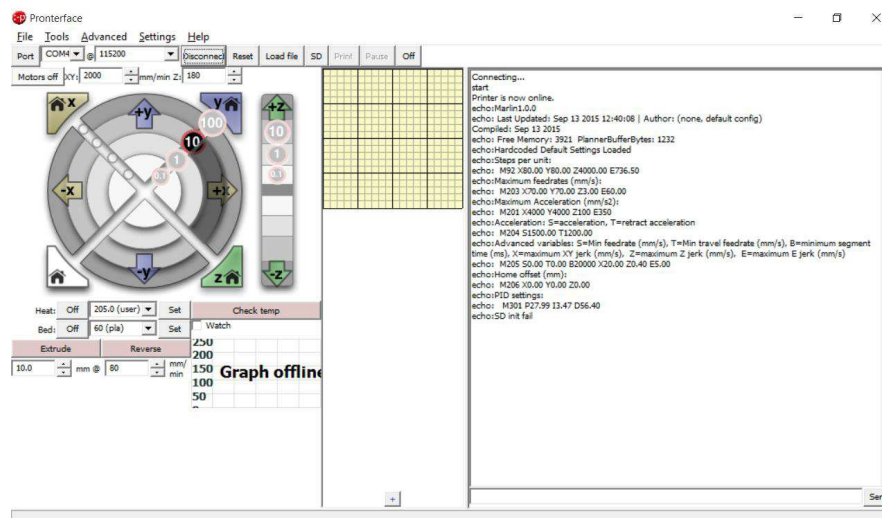 Pronterface
File Tools Advanced Settings Help
Port COM4 @ 115200 Disconnect Reset Load file SD Print Pause Off
Motors off XY: 2000 mm/min Z: 180
x +y y 100 +z
10 10
1 1
0.1 0.1
-x +x
-y z -z
Heat: Off 205.0 (user) Set Check temp
Bed: Off 60 (pla) Set Watch
Extrude Reverse
10.0 mm @ 80 mm/
min
250
200
150 Graph offline
100
50
+
Connecting...
start
Printer is now online.
echo:Marlin1.0.0
echo: Last Updated: Sep 13 2015 12:40:08 | Author: (none, default config)
Compiled: Sep 13 2015
echo: Free Memory: 3921 PlannerBufferBytes: 1232
echo:Hardcoded Default Settings Loaded
echo:Steps per unit:
echo: M92 X80.00 Y80.00 Z4000.00 E736.50
echo:Maximum feedrates (mm/s):
echo: M203 X70.00 Y70.00 Z3.00 E60.00
echo:Maximum Acceleration (mm/s2):
echo: M201 X4000 Y4000 Z100 E350
echo:Acceleration: S=acceleration, T=retract acceleration
echo: M204 S1500.00 T1200.00
echo:Advanced variables: S=Min feedrate (mm/s), T=Min travel feedrate (mm/s), B=minimum segment
time (ms), X=maximum XY jerk (mm/s), Z=maximum Z jerk (mm/s), E=maximum E jerk (mm/s)
echo: M205 S0.00 T0.00 B20000 X20.00 Z0.40 E5.00
echo:Home offset (mm):
echo: M206 X0.00 Y0.00 Z0.00
echo:PID settings:
echo: M301 P27.99 I3.47 D56.40
echo:SD init fail
Ser